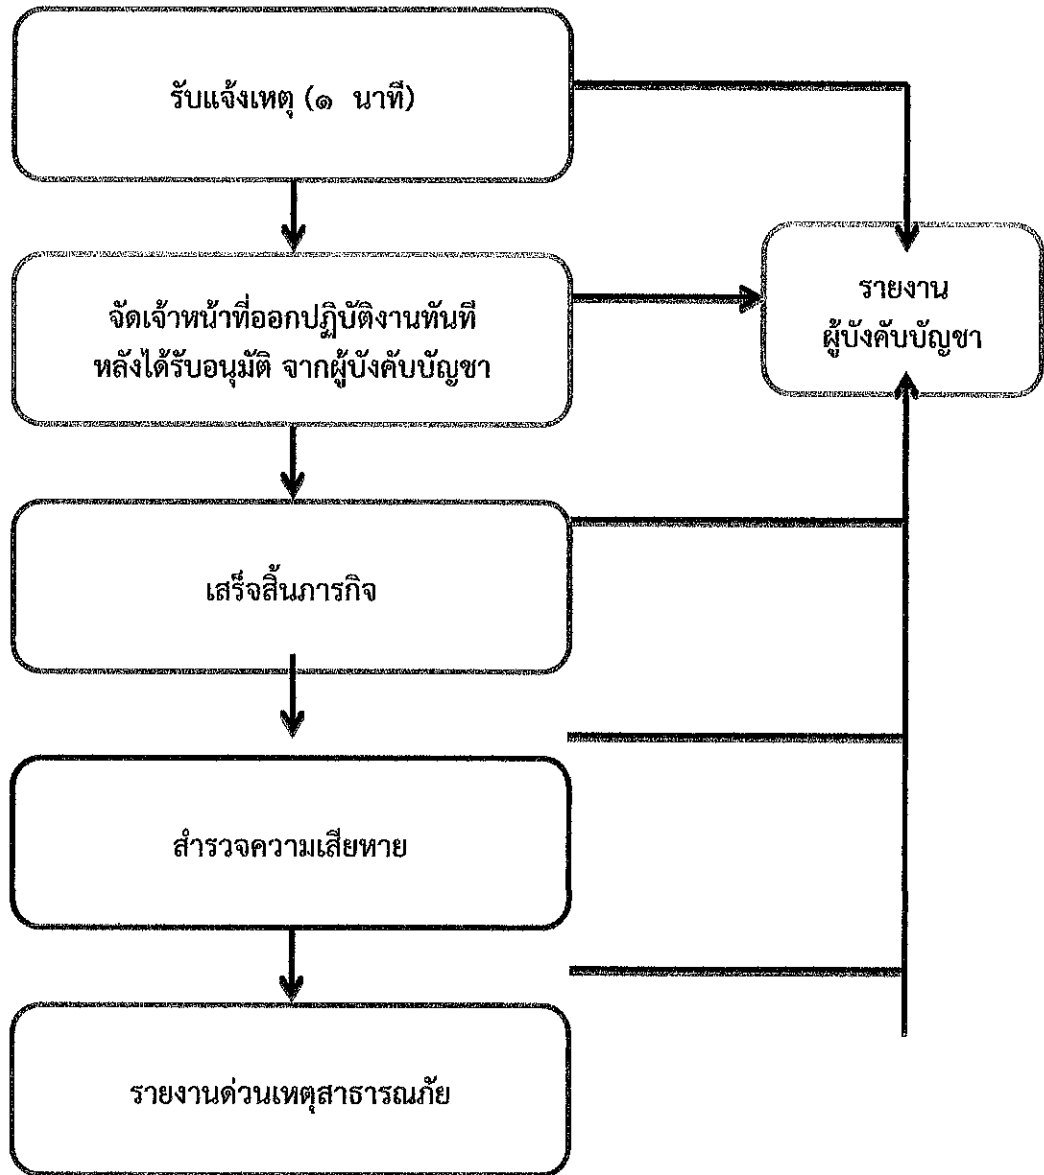 รับแจ้งเหตุ (๑ นาที)
จัดเจ้าหน้าที่ออกปฏิบัติงานทันที
หลังได้รับอนุมัติ จากผู้บังคับบัญชา
รายงาน
ผู้บังคับบัญชา
เสร็จสิ้นภารกิจ
สำรวจความเสียหาย
รายงานด่วนเหตุสาธารณภัย